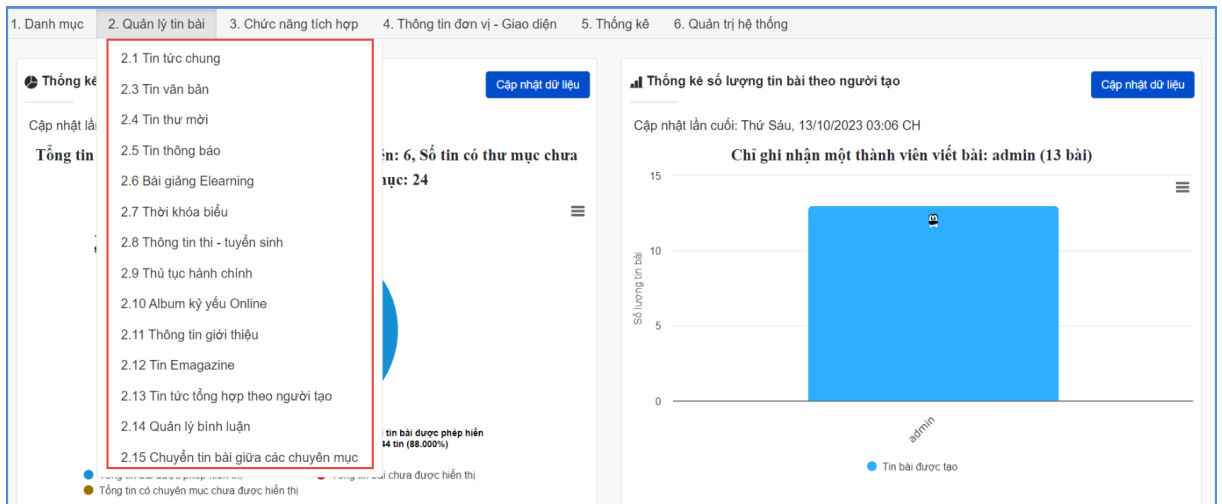 1. Danh mục 2. Quản lý tin bài 3. Chức năng tích hợp 4. Thông tin đơn vị - Giao diện 5. Thống kê 6. Quản trị hệ thống
2.1 Tin tức chung
2.3 Tin văn bản
2.4 Tin thư mời
2.5 Tin thông báo
2.6 Bài giảng Elearning
2.7 Thời khóa biểu
2.8 Thông tin thi - tuyển sinh
2.9 Thủ tục hành chính
2.10 Album kỷ yếu Online
2.11 Thông tin giới thiệu
2.12 Tin Emagazine
2.13 Tin tức tổng hợp theo người tạo
2.14 Quản lý bình luận
2.15 Chuyển tin bài giữa các chuyên mục
Thống kê
Cập nhật dữ liệu
Cập nhật
Tổng tin
6, Số tin có thư mục chưa
24
tin bài được phép hiển
44 tin (88.000%)
chưa được hiển thị
Tổng tin có chuyên mục chưa được hiển thị
Thống kê số lượng tin bài theo người tạo
Cập nhật dữ liệu
Cập nhật lần cuối: Thứ Sáu, 13/10/2023 03:06 CH
Chỉ ghi nhận một thành viên viết bài: admin (13 bài)
15
10
5
0
Số lượng tin bài
admin
Tin bài được tạo